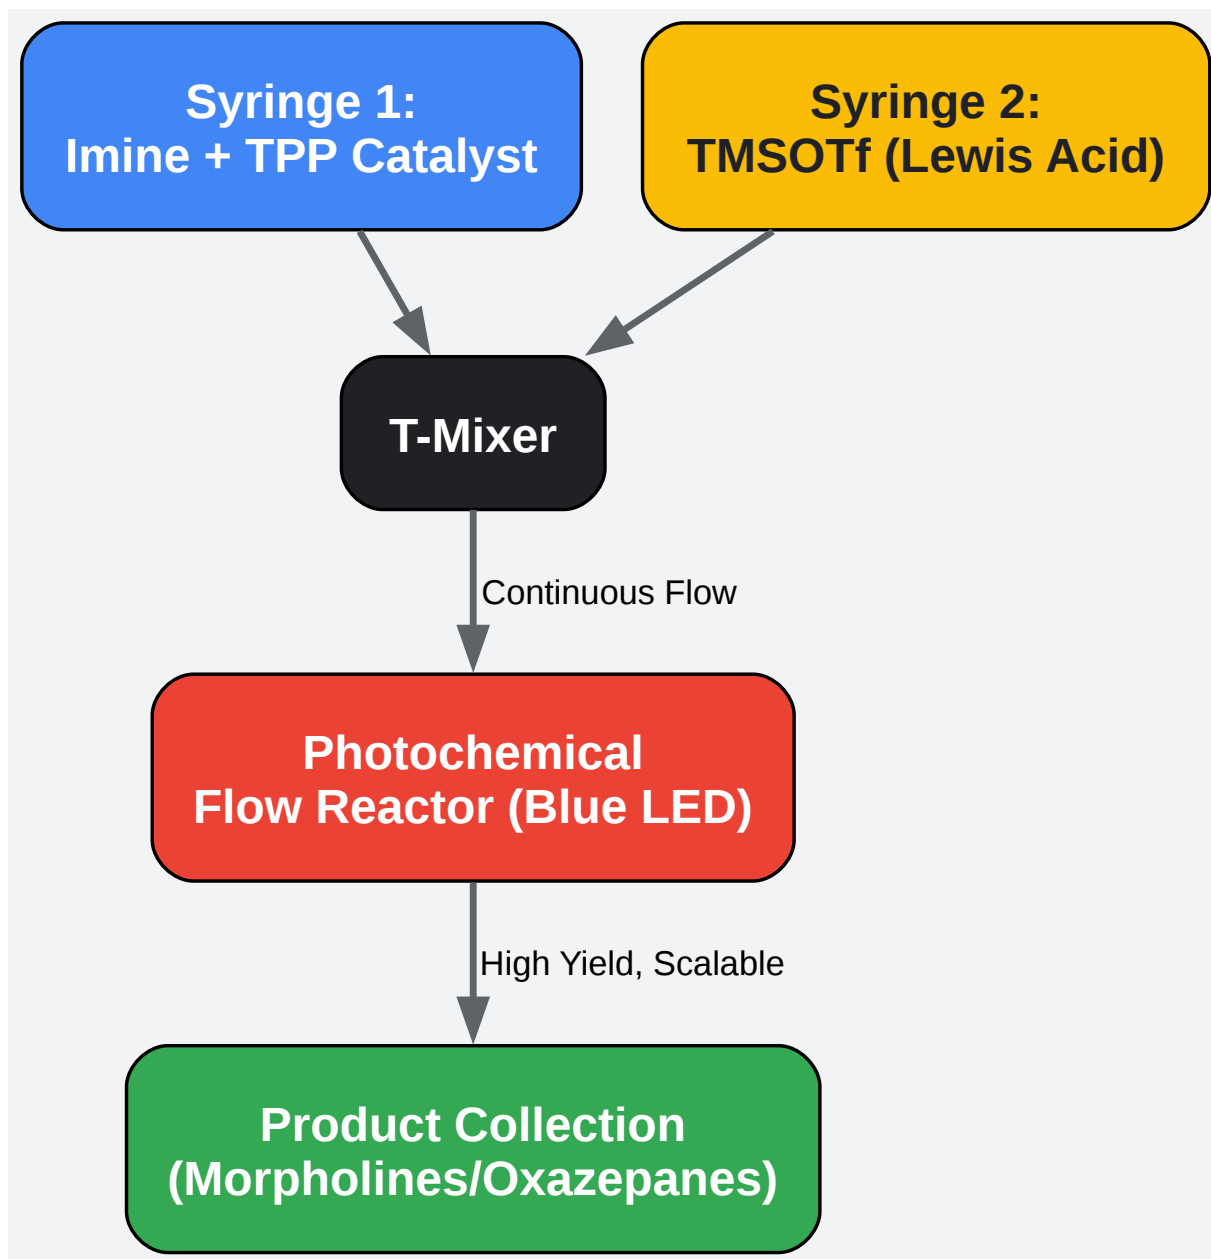 Syringe 1:
Imine + TPP Catalyst
Syringe 2:
TMSOTf (Lewis Acid)
T-Mixer
Continuous Flow
Photochemical
Flow Reactor (Blue LED)
High Yield, Scalable
Product Collection
(Morpholines/Oxazepanes)